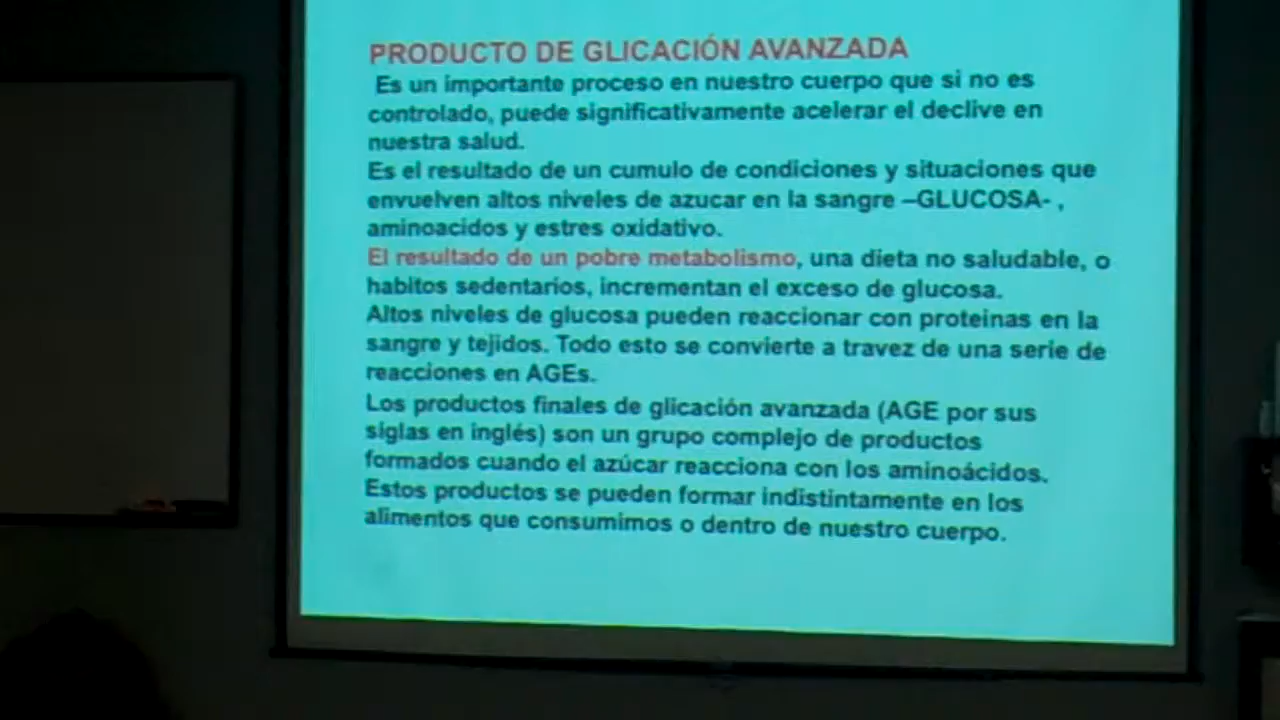 PRODUCTO DE GLICACIÓN AVANZADA
Es un importante proceso en nuestro cuerpo que si no es
controlado, puede significativamente acelerar el declive en
nuestra salud.
Es el resultado de un cumulo de condiciones y situaciones que
envuelven altos niveles de azucar en la sangre –GLUCOSA- ,
aminoacidos y estres oxidativo.
El resultado de un pobre metabolismo, una dieta no saludable, o
habitos sedentarios, incrementan el exceso de glucosa.
Altos niveles de glucosa pueden reaccionar con proteinas en la
sangre y tejidos. Todo esto se convierte a travez de una serie de
reacciones en AGEs.
Los productos finales de glicación avanzada (AGE por sus
siglas en inglés) son un grupo complejo de productos
formados cuando el azúcar reacciona con los aminoácidos.
Estos productos se pueden formar indistintamente en los
alimentos que consumimos o dentro de nuestro cuerpo.